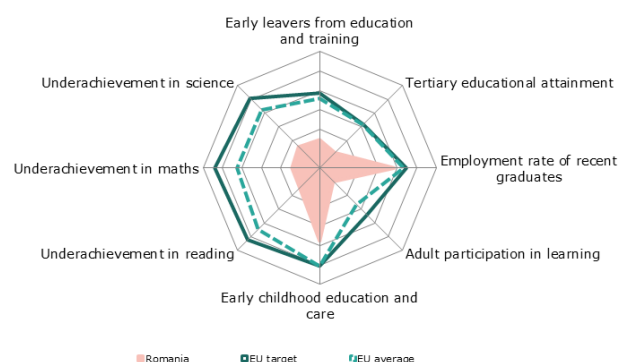 Early leavers from education
and training
Underachievement in science
Tertiary educational attainment
Underachievement in maths
Employment rate of recent
graduates
Underachievement in reading
Adult participation in learning
Early childhood education and
care
Romania
EU target
EU average